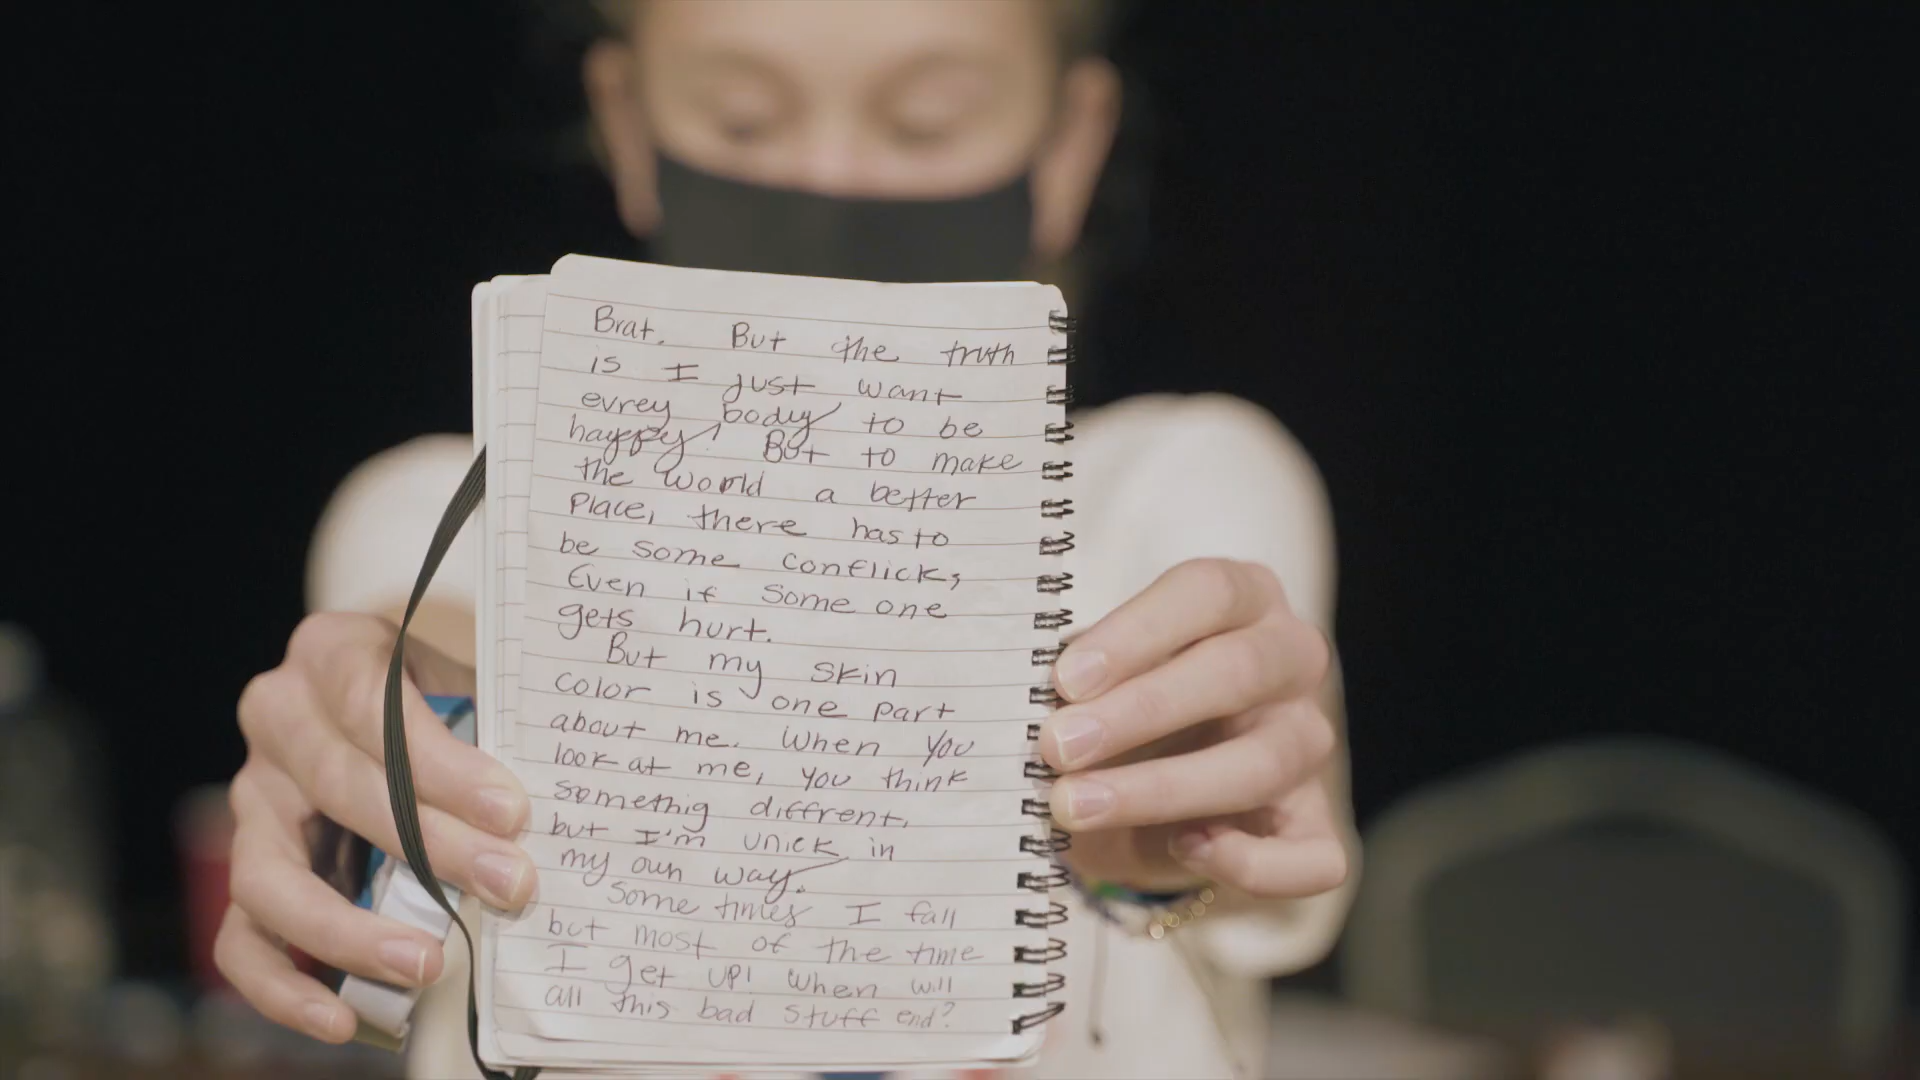 Brat. But the truth
is I just want
evrey body to be
happy! But to make
the world a better
place, there has to
be some conflick,
Even if some one
gets hurt.
But my skin
color is one part
about me. When you
look at me, you think
somethig diffrent,
but I'm unick in
my own way.
Some times I fall
but most of the time
I get up! When will
all this bad stuff end?